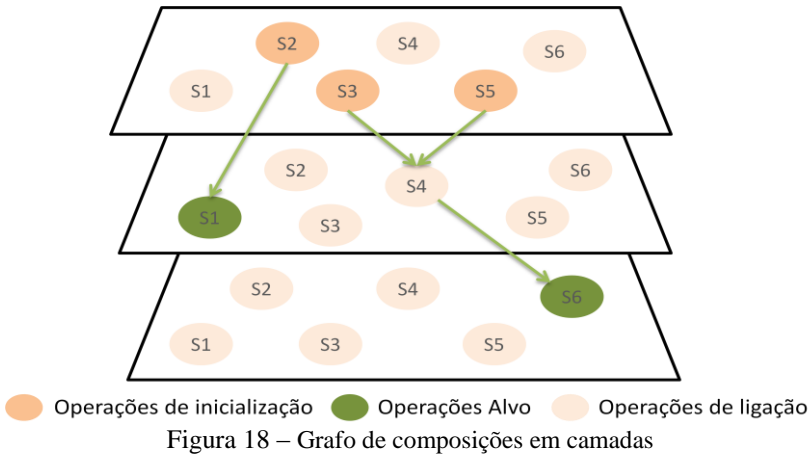 S2
S4
S6
S1
S3
S5
S2
S6
S4
S1
S3
S5
S2
S4
S6
S1
S3
S5
Operações de inicialização
Operações Alvo
Operações de ligação
Figura 18 – Grafo de composições em camadas